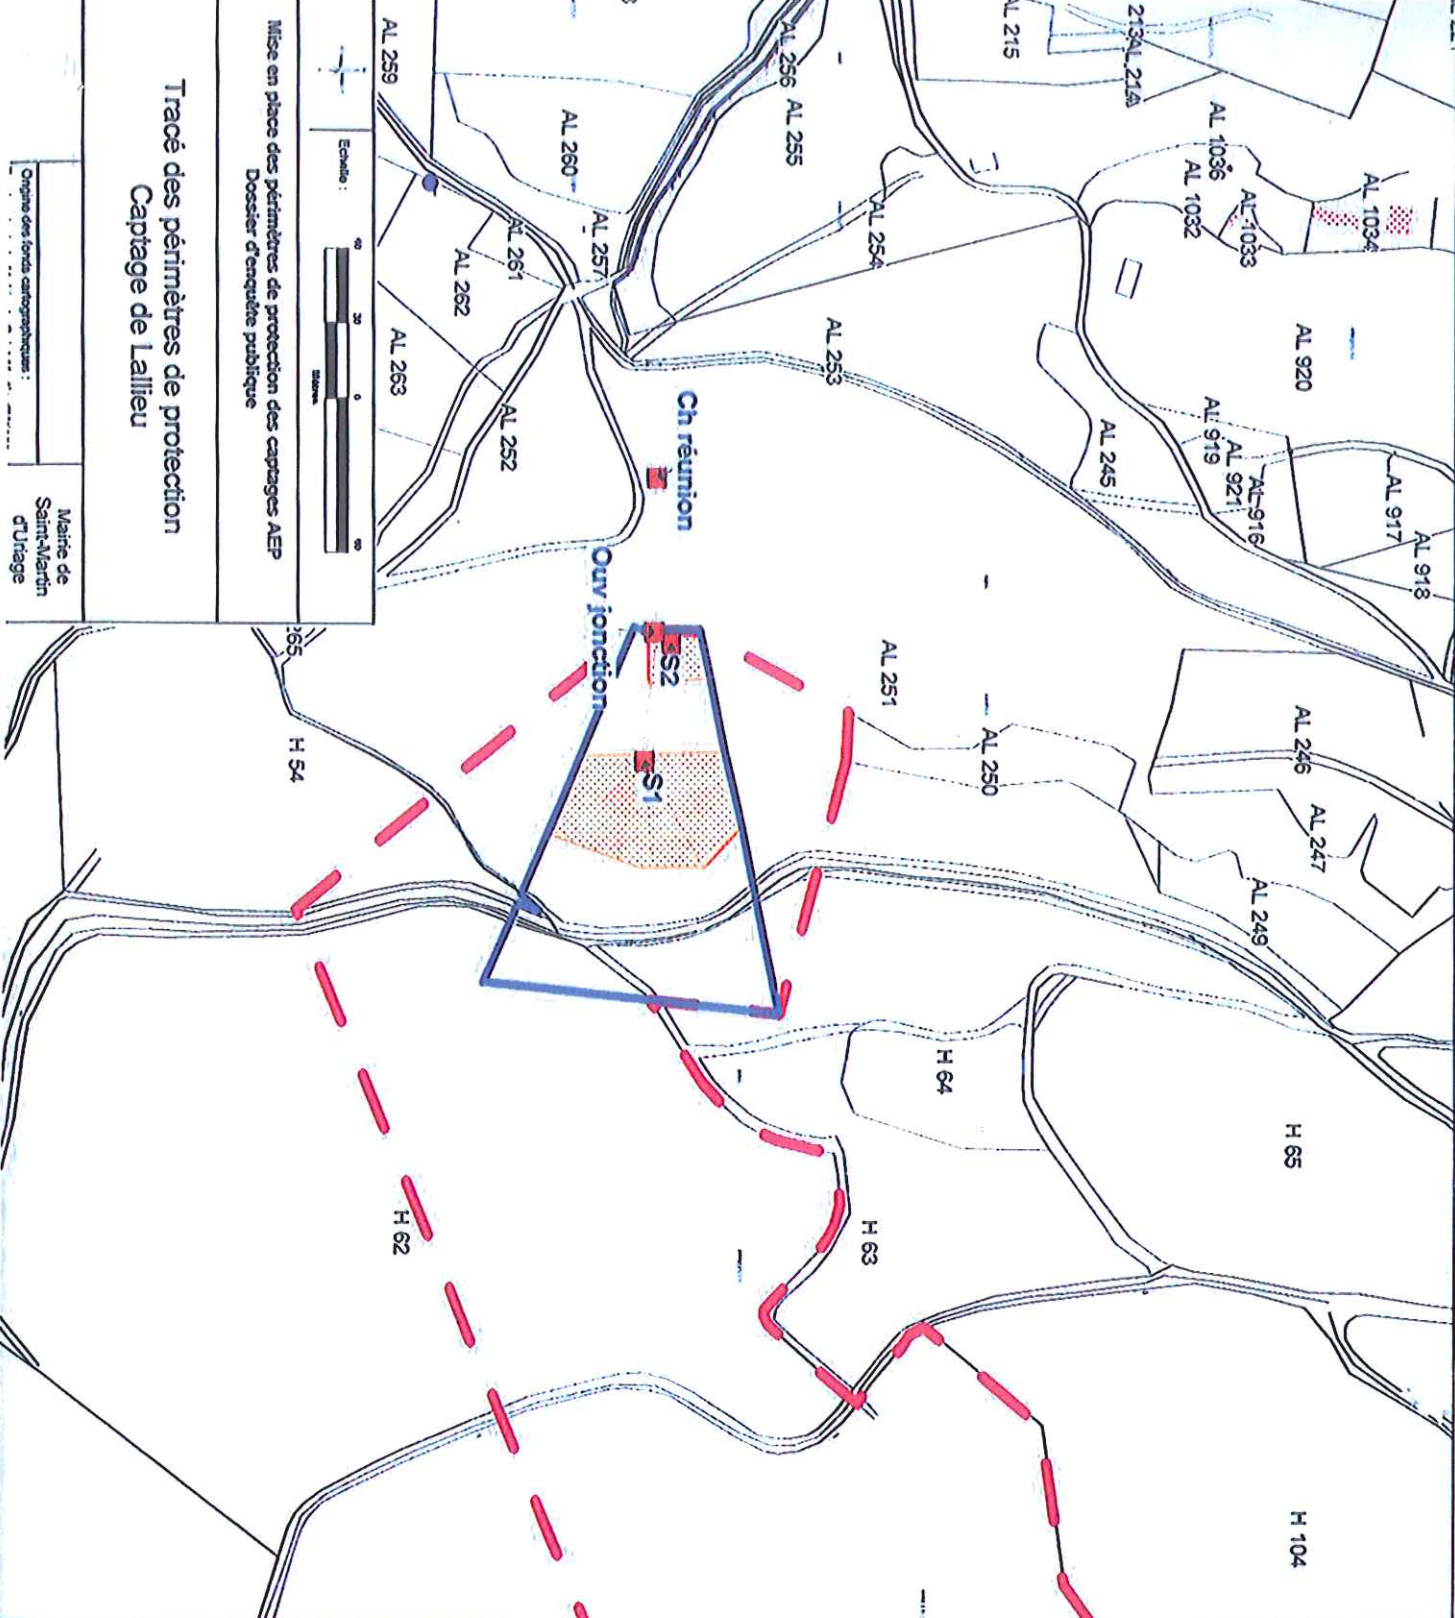 Echelle :
60 30 0 60
Mètres
Mise en place des périmètres de protection des captages AEP
Dossier d'enquête publique
Tracé des périmètres de protection
Captage de Lallieu
Origine des fonds cartographiques :
Mairie de
Saint-Martin
d'Uriage
Ch réunion
Ouv jonction
S2
S1
AL 215
AL 214
AL 1036
AL 1032
AL 1033
AL 1034
AL 920
AL 919
AL 921
AL 916
AL 917
AL 918
AL 245
AL 256
AL 255
AL 254
AL 253
AL 260
AL 257
AL 259
AL 261
AL 262
AL 263
AL 252
AL 251
AL 250
AL 246
AL 247
AL 249
H 54
H 64
H 65
H 62
H 63
H 104